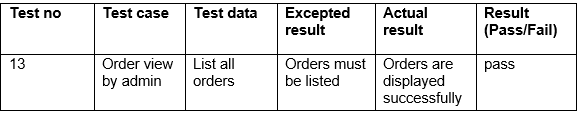 Test no
Test case
Test data
Excepted
result
Actual
result
Result
(Pass/Fail)
13
Order view
by admin
List all
orders
Orders must
be listed
Orders are
displayed
successfully
pass